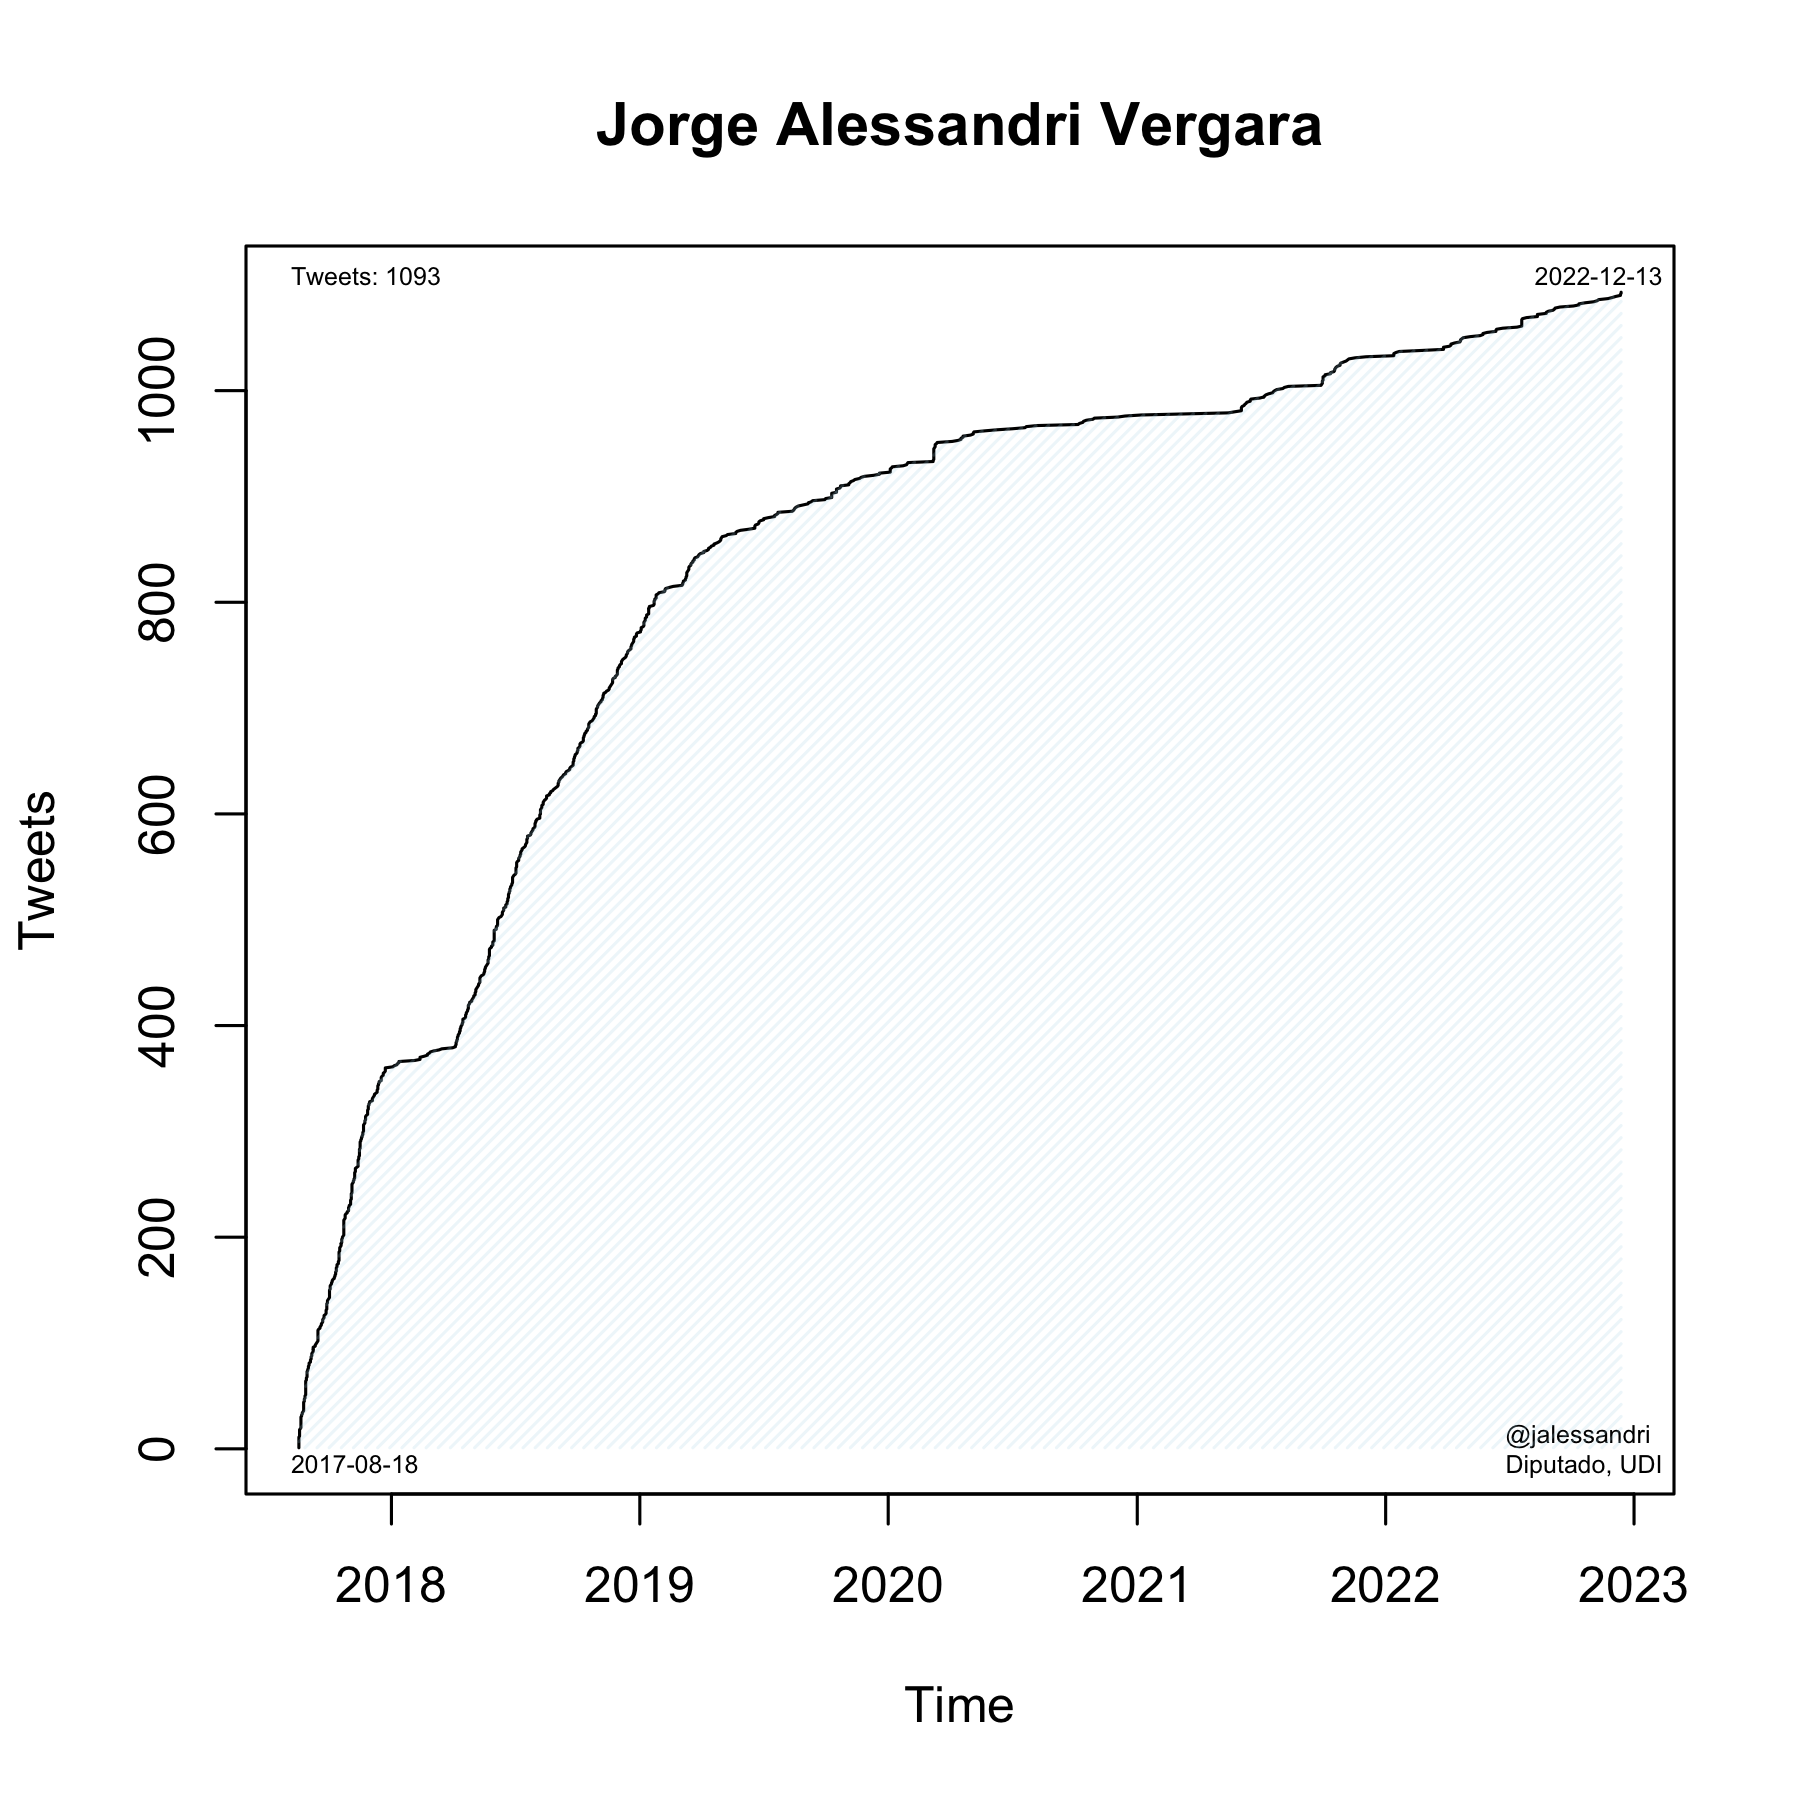 Jorge Alessandri Vergara
Tweets: 1093
2022-12-13
1000
800
600
400
200
0
Tweets
@jalessandri
Diputado, UDI
2017-08-18
2018
2019
2020
2021
2022
2023
Time